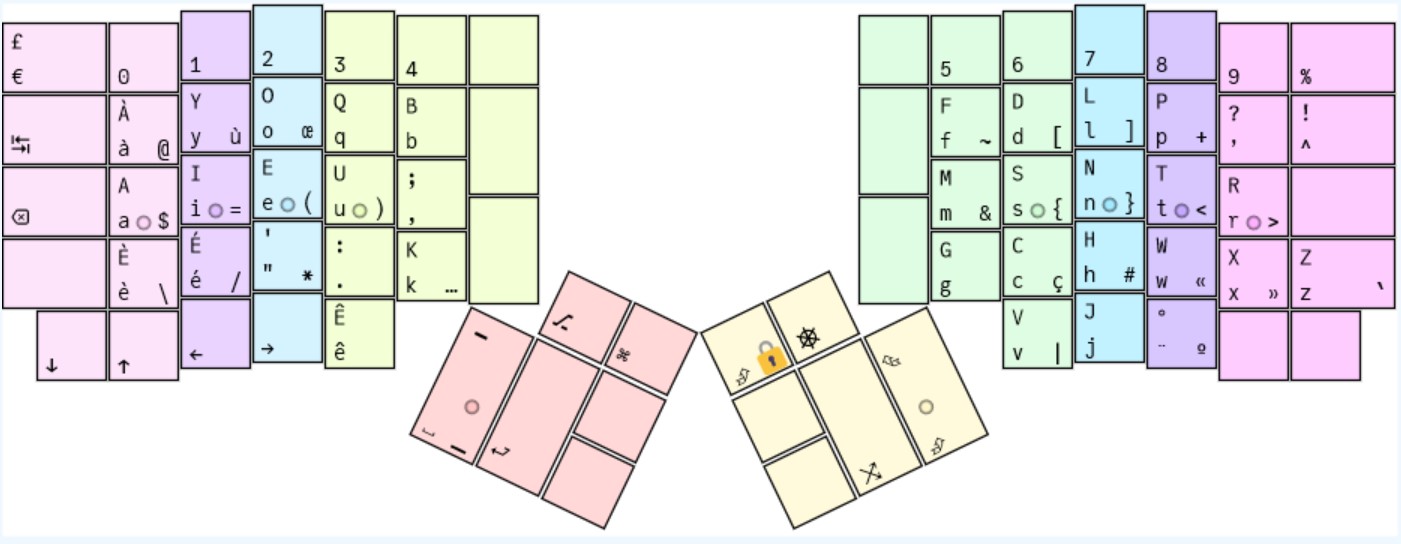 £
€ 0 1 2 3 4 5 6 7 8 9 %
À Y O Q B F D L P ? !
à @ y ù o œ q b f ~ d [ l ] p + ' ^
A I E U ; M S N T R
a $ i = e ( u ) , m & s { n } t < r >
È É ' : K G C H W X Z
è \ é / " * . k … g c ç h # w « x » z `
Ê V J °
↓ ↑ ← → ê v | j ¨ º
⌥ ⌘